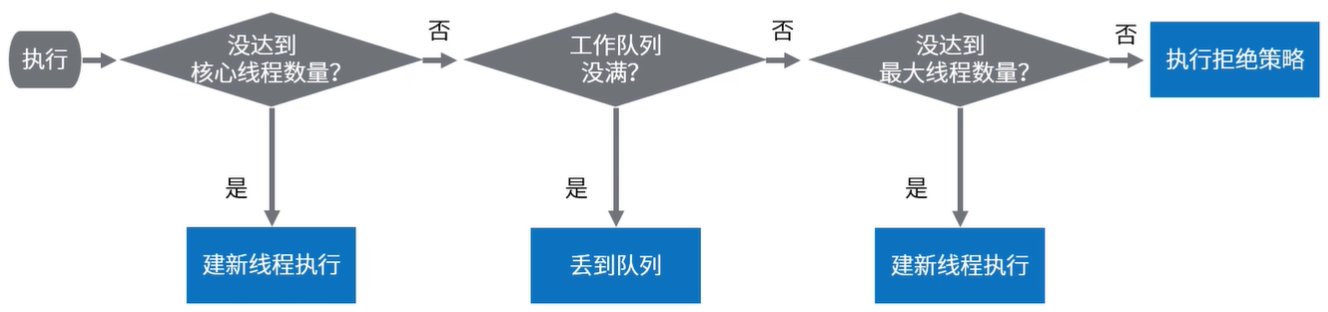 执行
没达到
核心线程数量？
否
工作队列
没满？
否
没达到
最大线程数量？
否
执行拒绝策略
是
是
是
建新线程执行
丢到队列
建新线程执行